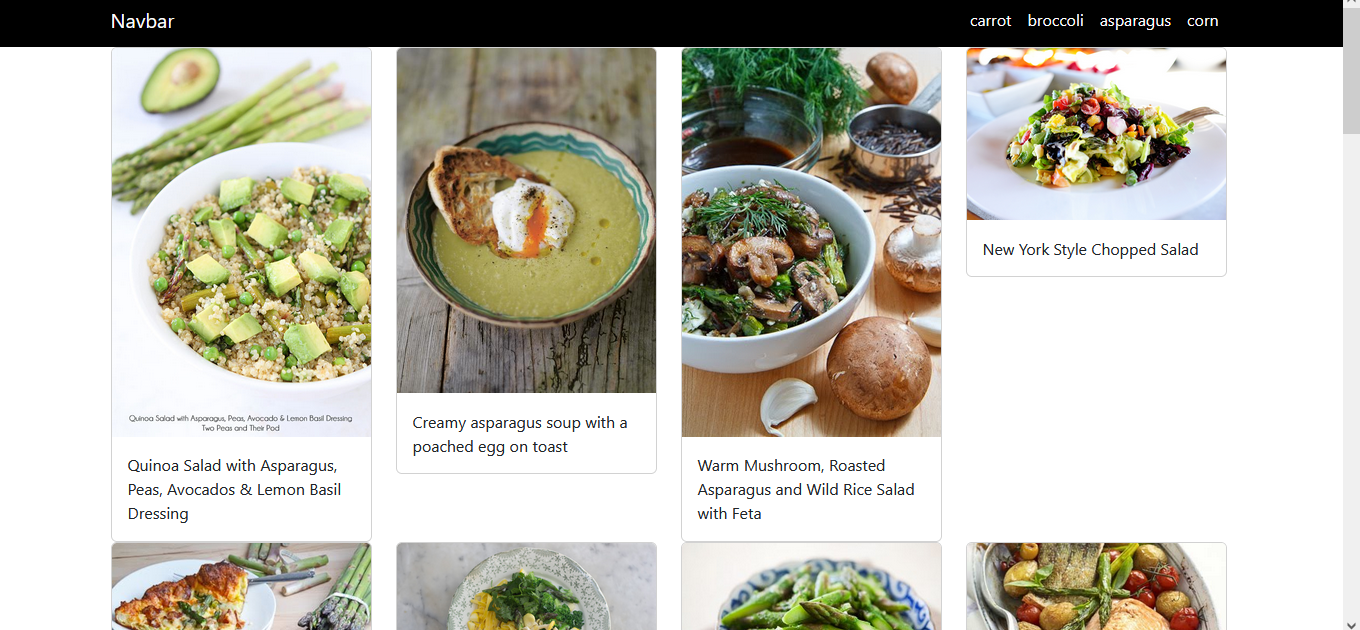 Navbar
carrot
broccoli
asparagus
corn
Quinoa Salad with Asparagus, Peas, Avocado & Lemon Basil Dressing
Two Peas and Their Pod
Quinoa Salad with Asparagus,
Peas, Avocados & Lemon Basil
Dressing
Creamy asparagus soup with a
poached egg on toast
Warm Mushroom, Roasted
Asparagus and Wild Rice Salad
with Feta
New York Style Chopped Salad